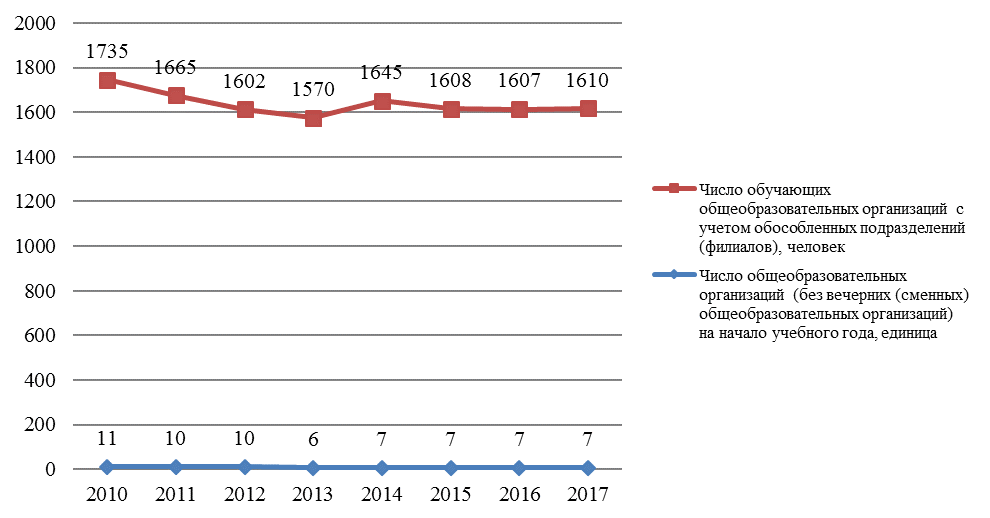 2000
1800
1600
1400
1200
1000
800
600
400
200
0
1735 1665 1602 1570 1645 1608 1607 1610
11 10 10 6 7 7 7 7
2010 2011 2012 2013 2014 2015 2016 2017
Число обучающих
общеобразовательных организаций с
учетом обособленных подразделений
(филиалов), человек
Число общеобразовательных
организаций (без вечерних (сменных)
общеобразовательных организаций)
на начало учебного года, единица